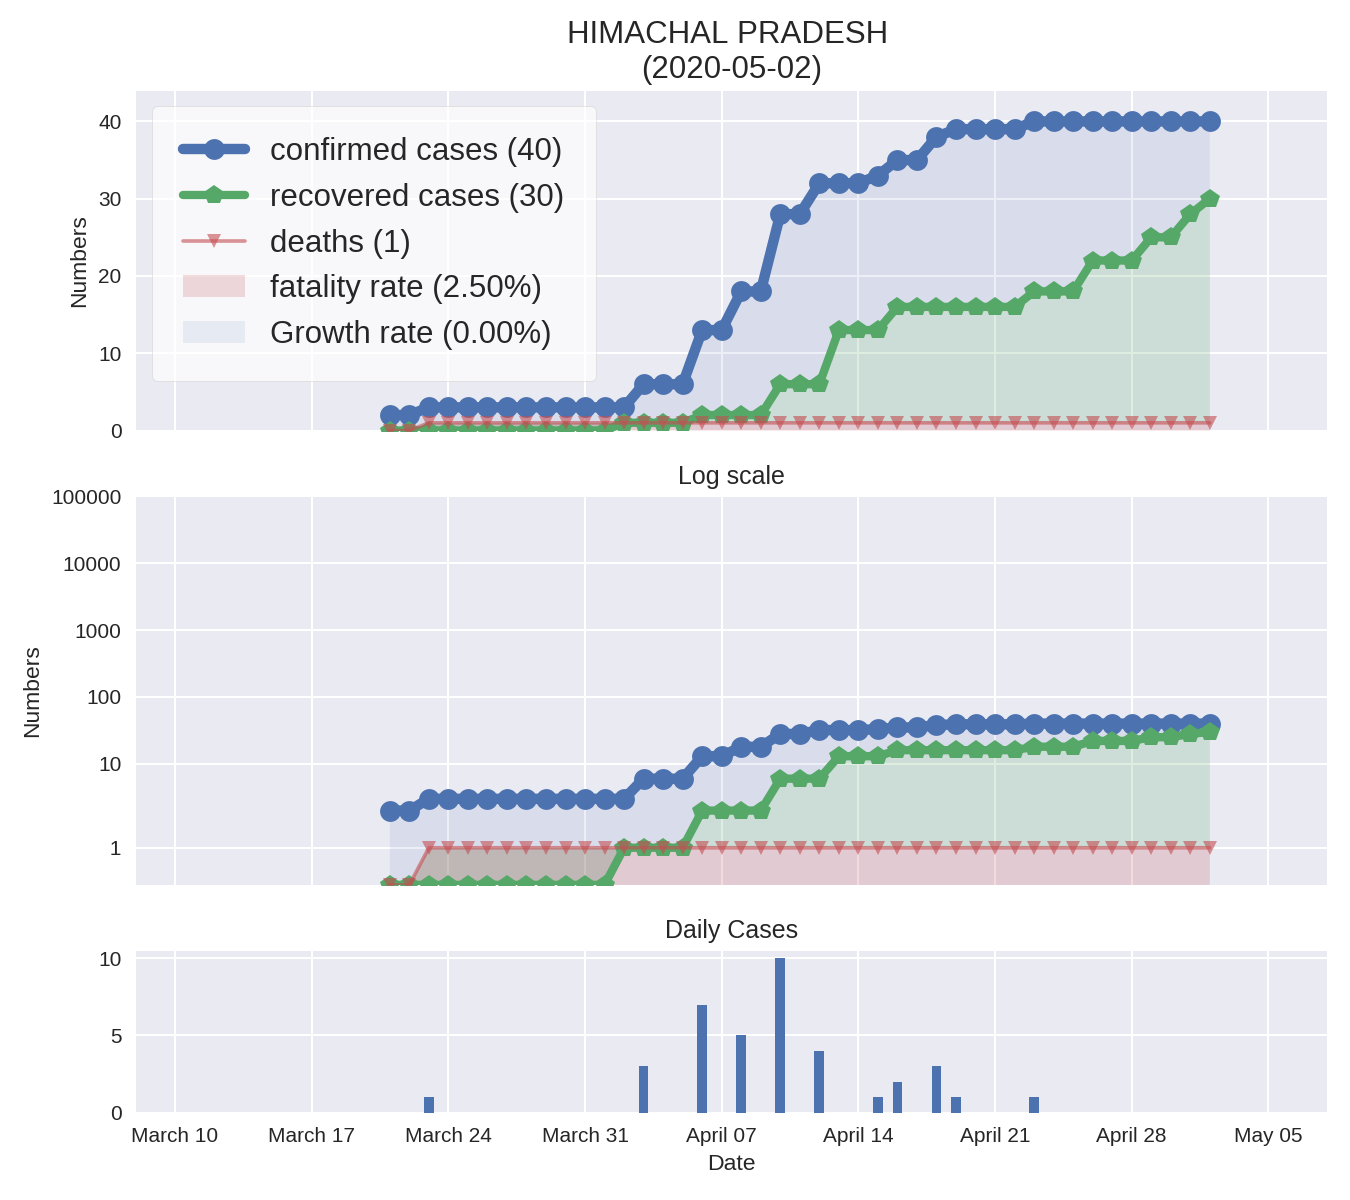 HIMACHAL PRADESH
(2020-05-02)
40
30
20
10
0
Numbers
confirmed cases (40)
recovered cases (30)
deaths (1)
fatality rate (2.50%)
Growth rate (0.00%)
Log scale
100000
10000
1000
100
10
1
Numbers
Daily Cases
10
5
0
March 10 March 17 March 24 March 31 April 07 April 14 April 21 April 28 May 05
Date